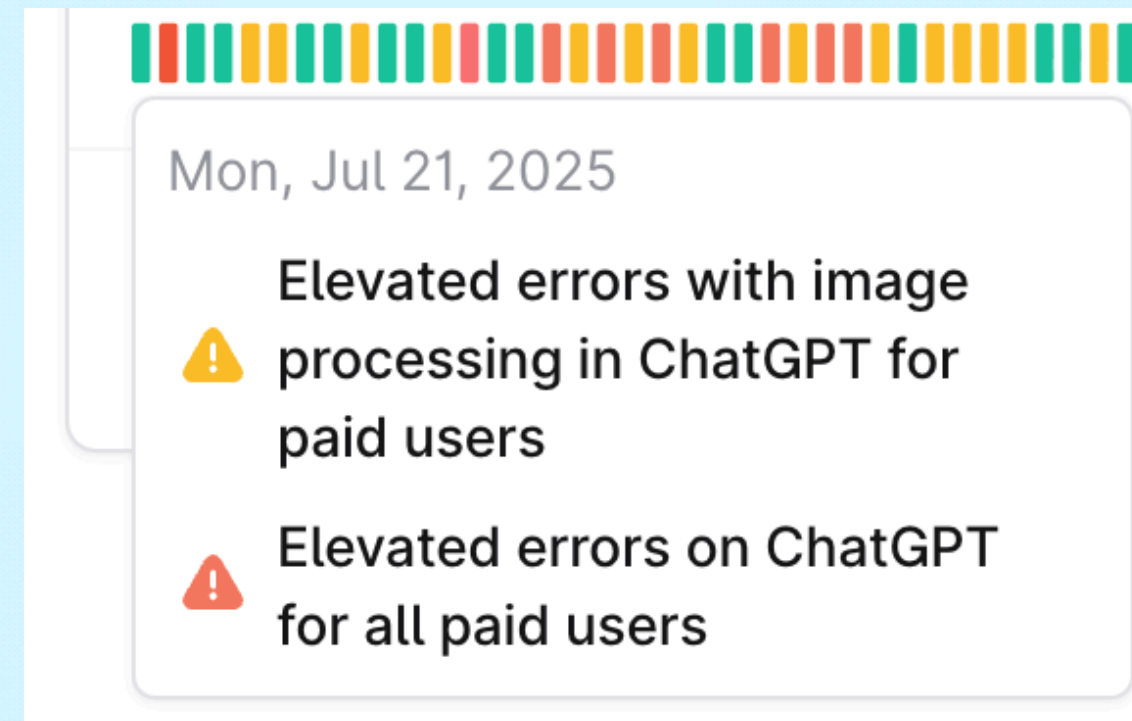 Mon, Jul 21, 2025
Elevated errors with image
processing in ChatGPT for
paid users
Elevated errors on ChatGPT
for all paid users